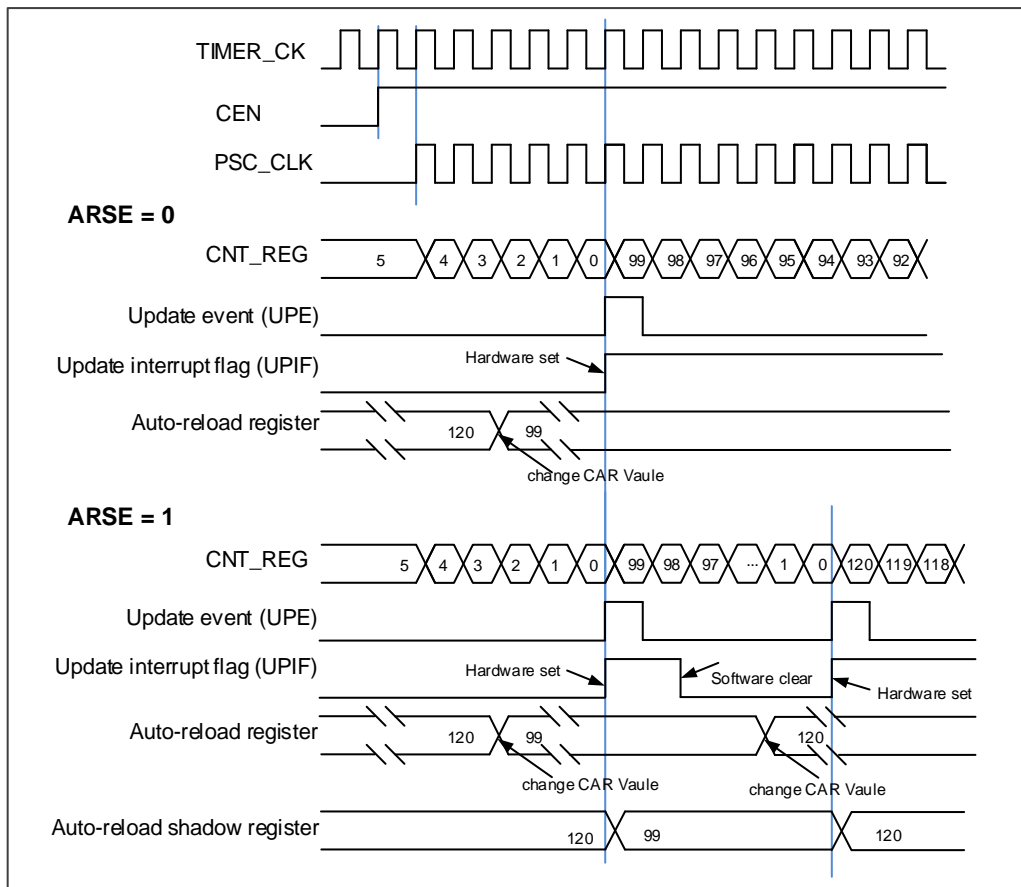 TIMER_CK
CEN
PSC_CLK
ARSE = 0
CNT_REG 5 4 3 2 1 0 99 98 97 96 95 94 93 92
Update event (UPE)
Hardware set
Update interrupt flag (UPIF)
Auto-reload register 120 99
change CAR Vaule
ARSE = 1
CNT_REG 5 4 3 2 1 0 99 98 97 ... 1 0 120 119 118
Update event (UPE)
Update interrupt flag (UPIF) Hardware set Software clear Hardware set
Auto-reload register 120 99 120
change CAR Vaule change CAR Vaule
Auto-reload shadow register 120 99 120